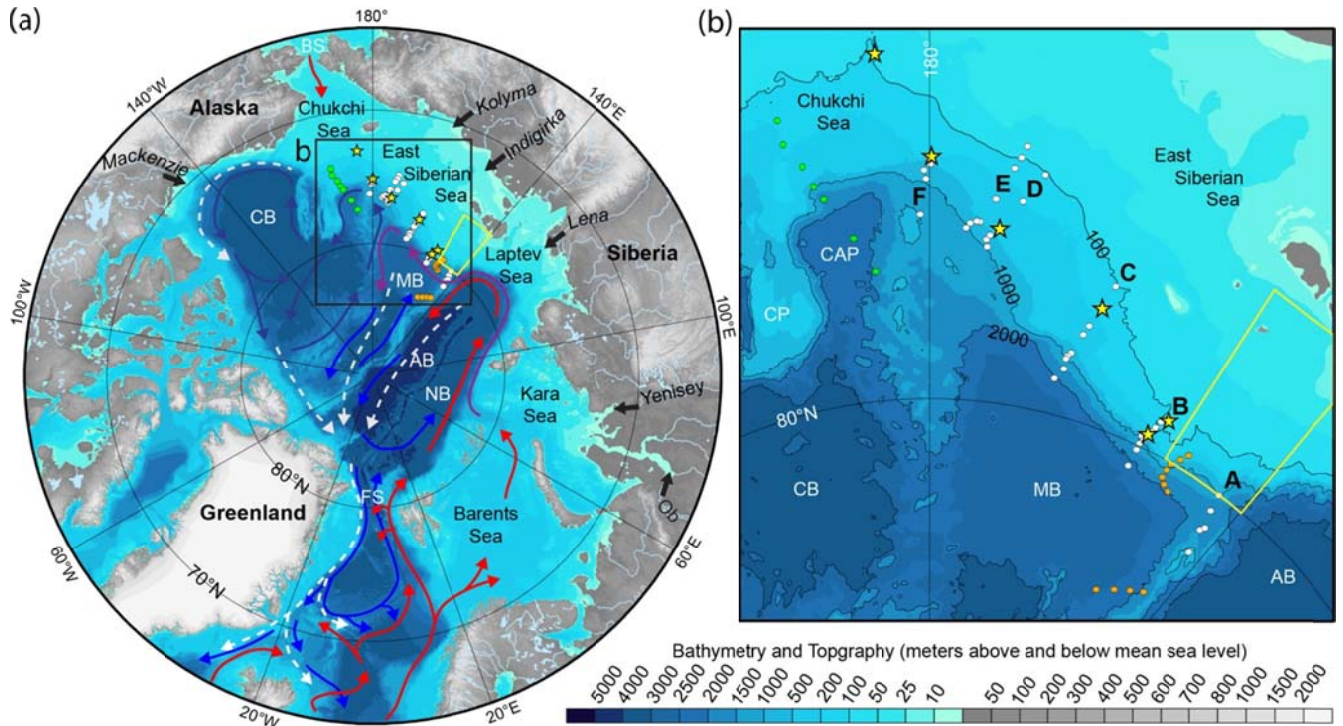 (a)
180°
BS
140°W
140°E
Alaska
Chukchi
Sea
Kolyma
Indigirka
b
East
Siberian
Sea
Mackenzie
Lena
CB
Laptev
Sea
Siberia
MB
100°W
100°E
AB
NB
Kara
Sea
Yenisey
80°N
FS
Ob
Greenland
Barents
Sea
60°W
70°N
60°E
20°W
20°E
(b)
180°
Chukchi
Sea
East
Siberian
Sea
E
D
F
100
CAP
C
1000
CP
2000
80°N
B
A
CB
MB
AB
Bathymetry and Topgraphy (meters above and below mean sea level)
5000 4000 3000 2500 2000 1500 1000 500 200 100 50 25 10 50 100 200 300 400 500 1000 1500 2000